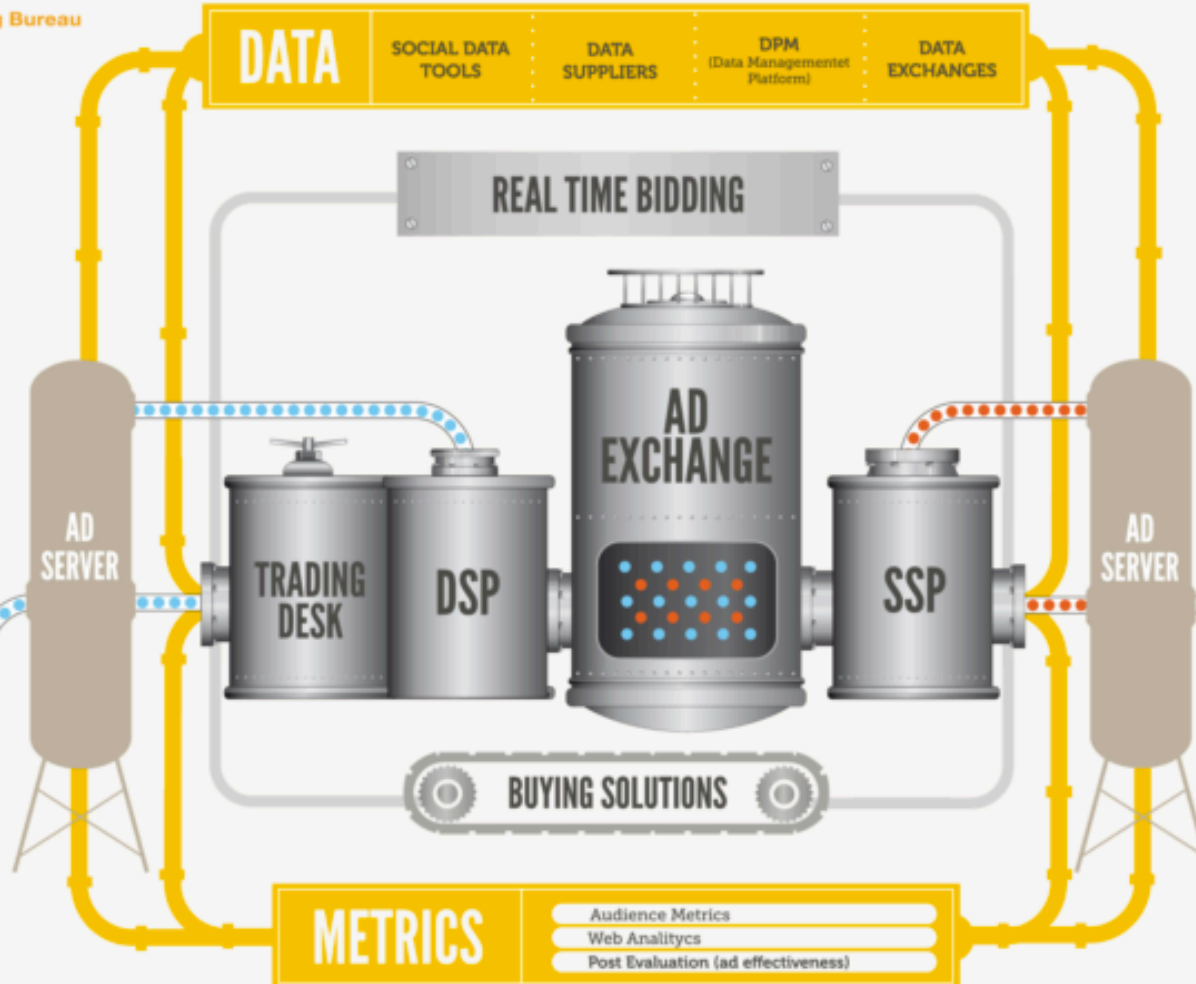 g Bureau
DATA
SOCIAL DATA
TOOLS
DATA
SUPPLIERS
DPM
(Data Managementet
Platform)
DATA
EXCHANGES
REAL TIME BIDDING
AD
EXCHANGE
AD
SERVER
TRADING
DESK
DSP
SSP
AD
SERVER
BUYING SOLUTIONS
METRICS
Audience Metrics
Web Analitycs
Post Evaluation (ad effectiveness)